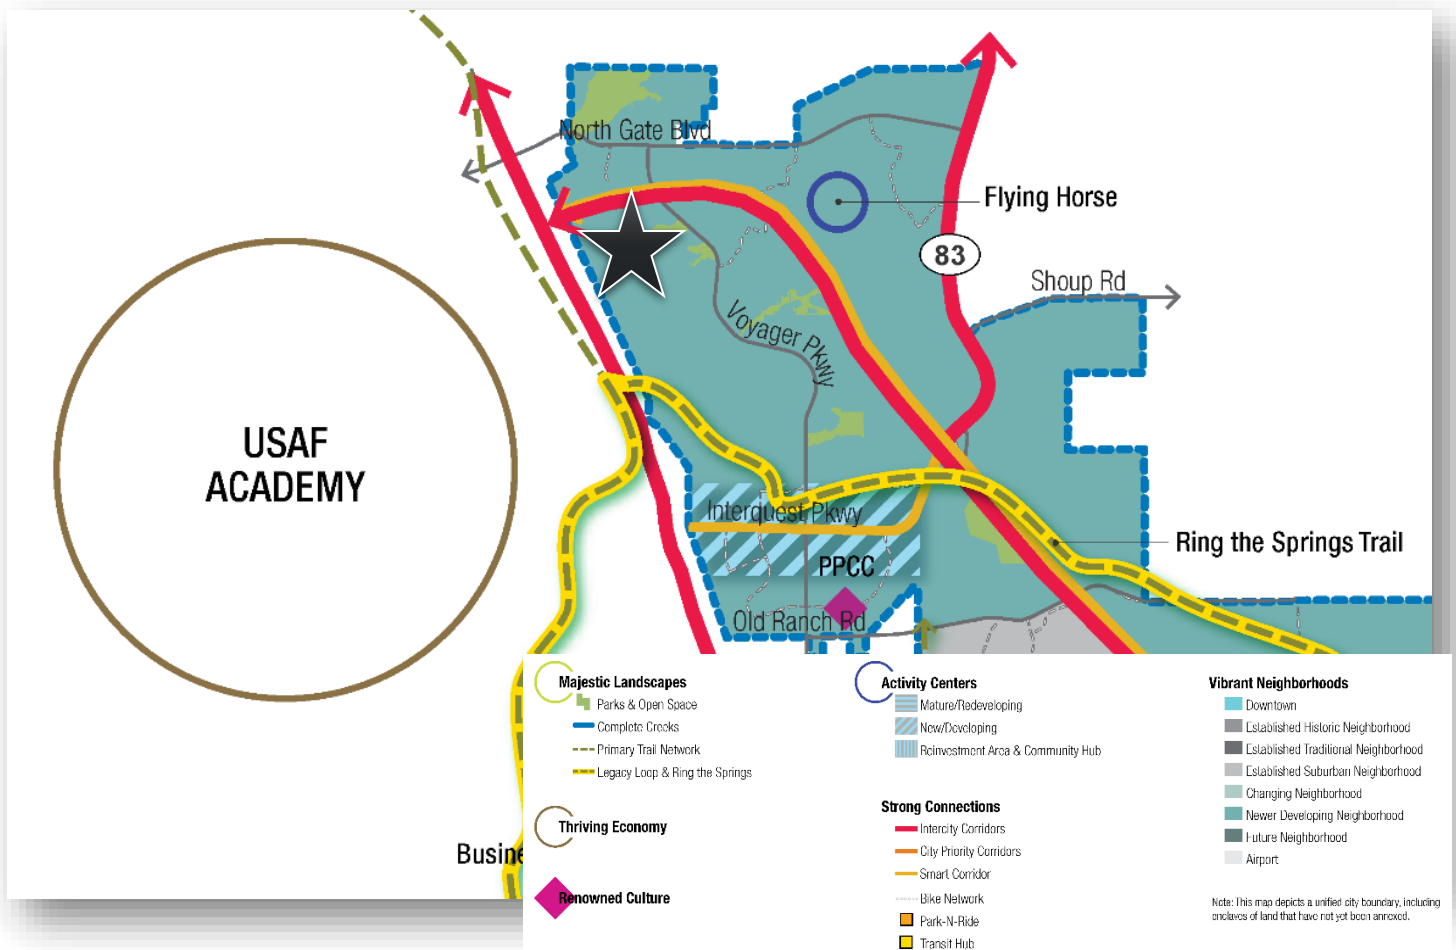 North Gate Blvd
Flying Horse
83
Shoup Rd
Voyager Pkwy
USAF
ACADEMY
Interquest Pkwy
Ring the Springs Trail
PPCC
Old Ranch Rd
Busine
Majestic Landscapes
Parks & Open Space
Complete Creeks
Primary Trail Network
Legacy Loop & Ring the Springs
Thriving Economy
Renowned Culture
Activity Centers
Mature/Redeveloping
New/Developing
Reinvestment Area & Community Hub
Strong Connections
Intercity Corridors
City Priority Corridors
Smart Corridor
Bike Network
Park-N-Ride
Transit Hub
Vibrant Neighborhoods
Downtown
Established Historic Neighborhood
Established Traditional Neighborhood
Established Suburban Neighborhood
Changing Neighborhood
Newer Developing Neighborhood
Future Neighborhood
Airport
Note: This map depicts a unified city boundary, including
enclaves of land that have not yet been annexed.